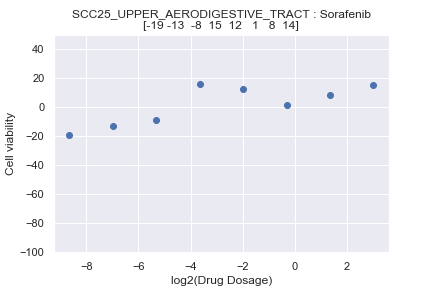 SCC25_UPPER_AERODIGESTIVE_TRACT : Sorafenib
[-19 -13  -8  15  12   1   8  14]
40
20
0
−20
−40
−60
−80
−100
Cell viability
−8 −6 −4 −2 0 2
log2(Drug Dosage)